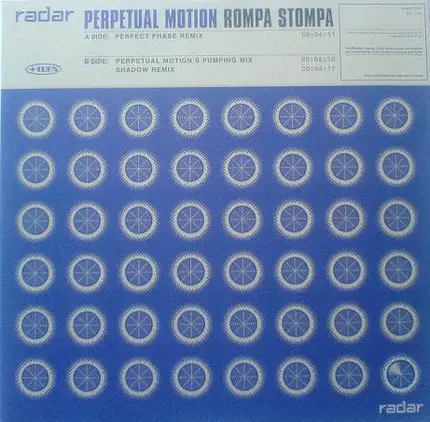 radar PERPETUAL MOTION ROMPA STOMPA
A SIDE: PERFECT PHASE REMIX 00:06:51
B SIDE: PERPETUAL MOTION'S PUMPING MIX 00:06:50
SHADOW REMIX 00:06:17
radar